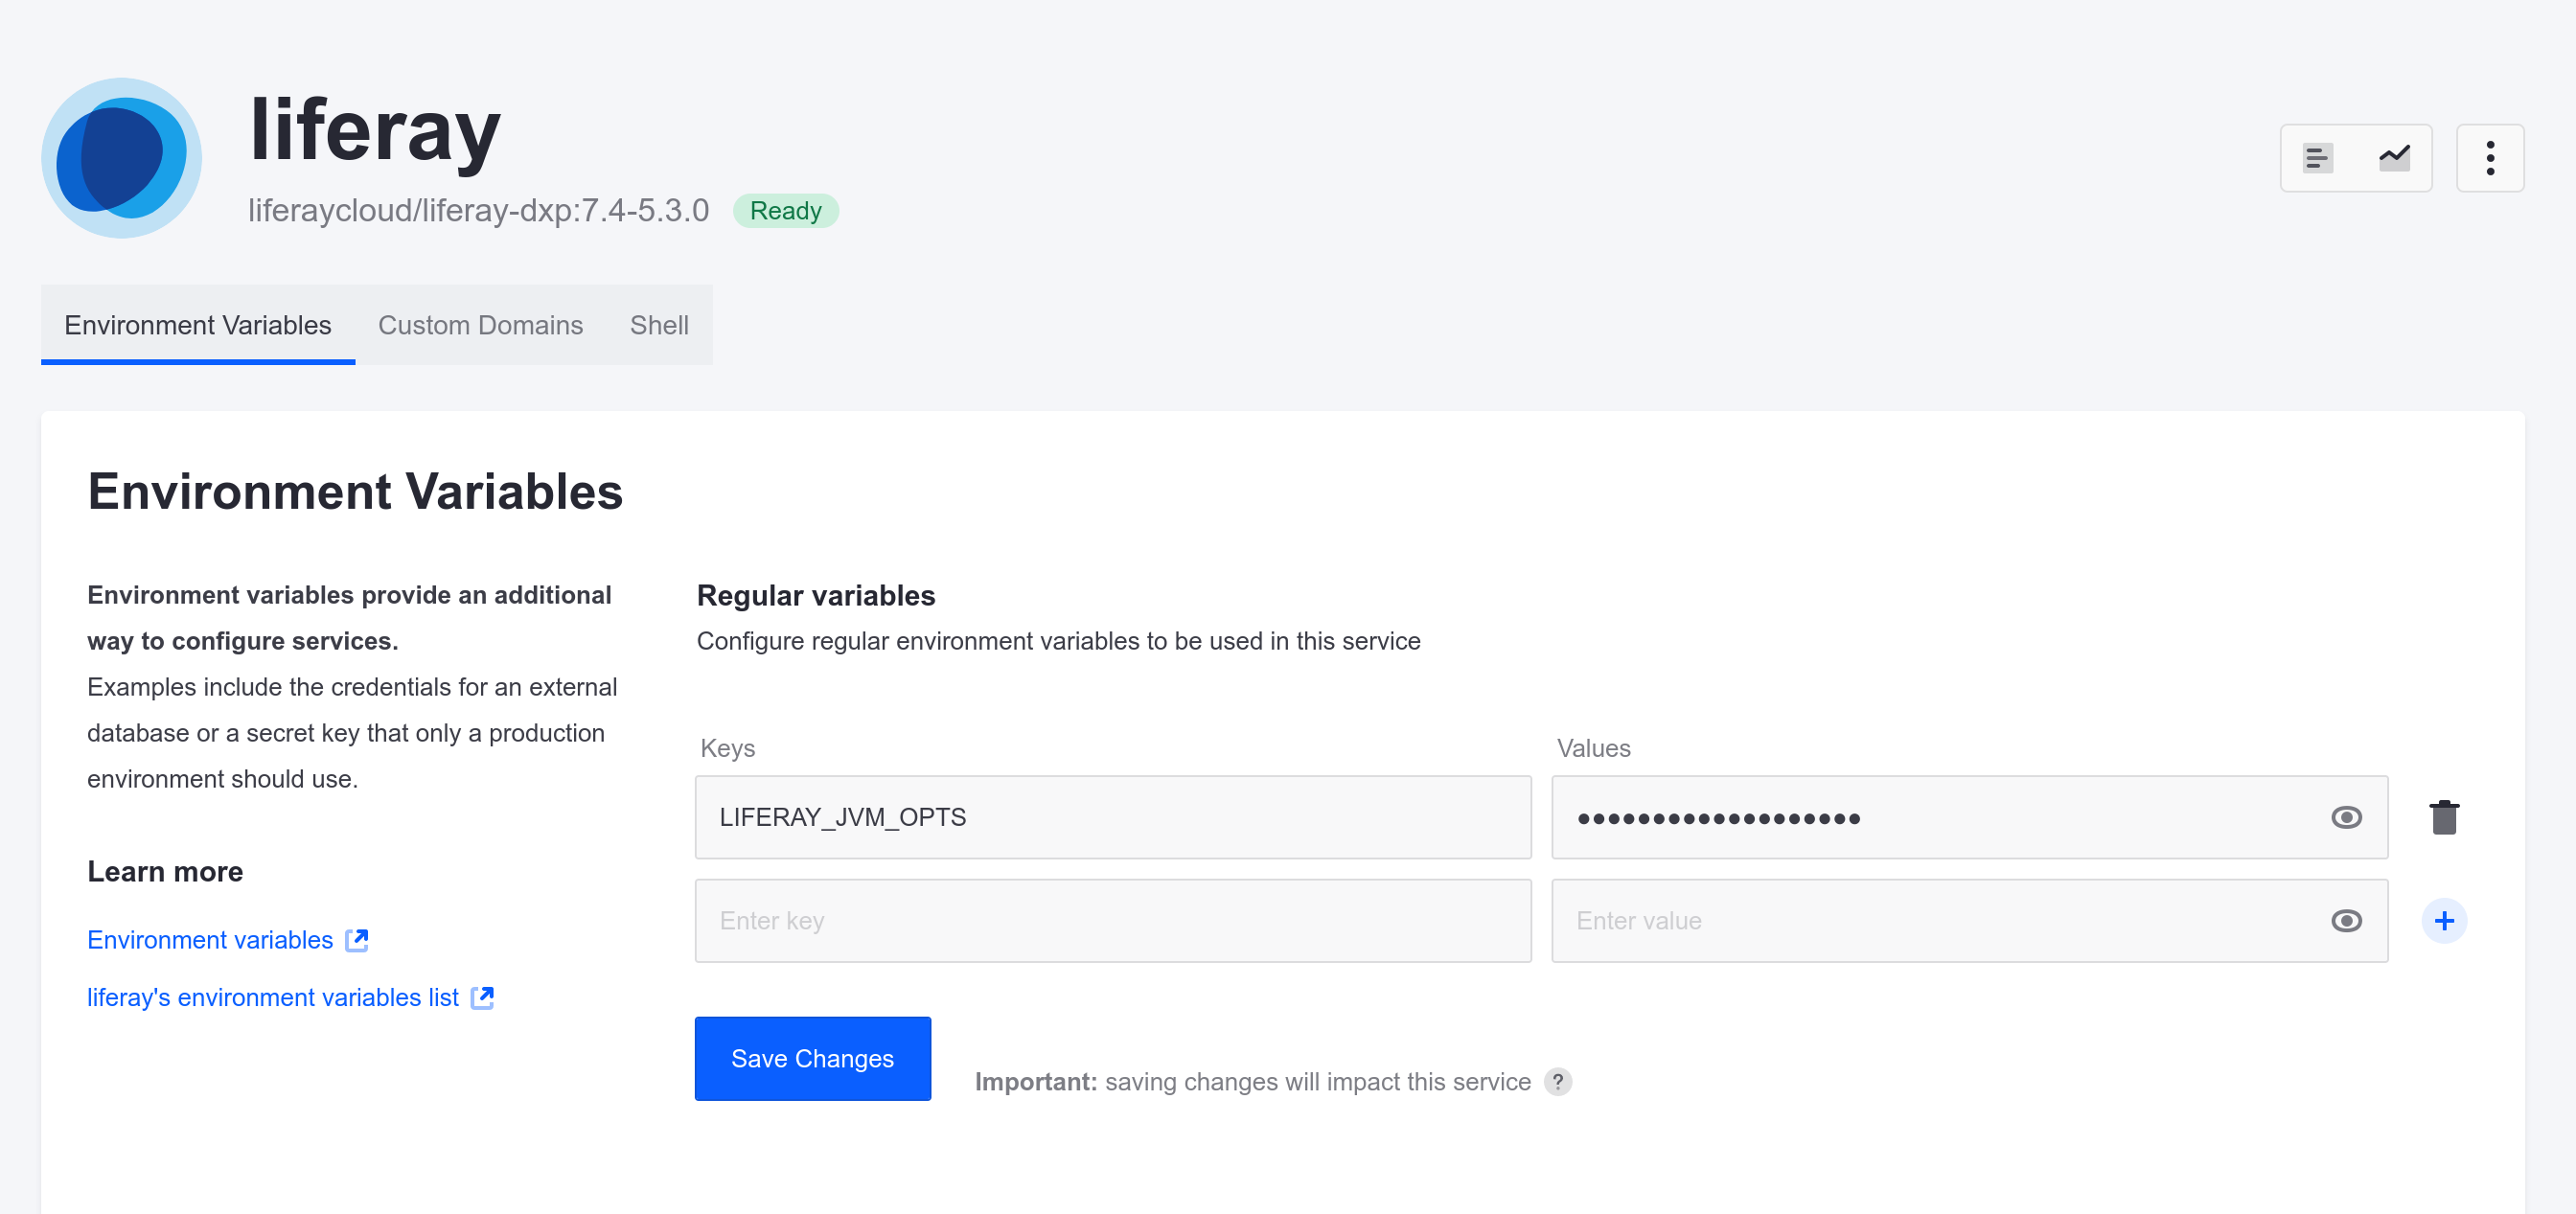 liferay
liferaycloud/liferay-dxp:7.4-5.3.0 Ready
Environment Variables Custom Domains Shell
Environment Variables
Environment variables provide an additional
way to configure services.
Examples include the credentials for an external
database or a secret key that only a production
environment should use.
Learn more
Environment variables
liferay's environment variables list
Regular variables
Configure regular environment variables to be used in this service
Keys Values
LIFERAY_JVM_OPTS •••••••••••••••••••
Enter key Enter value
Save Changes
Important: saving changes will impact this service ?